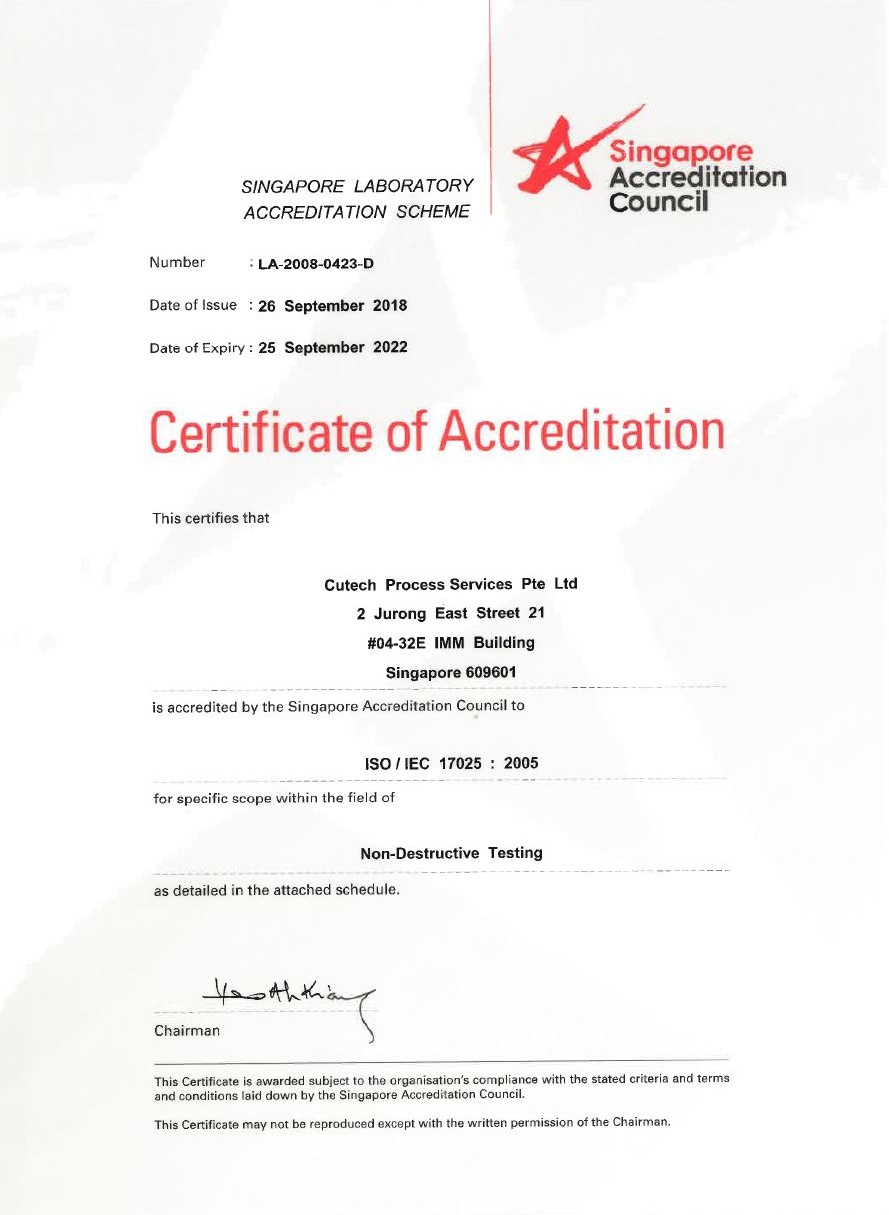 SINGAPORE LABORATORY
ACCREDITATION SCHEME
Singapore
Accreditation
Council
Number : LA-2008-0423-D
Date of Issue : 26 September 2018
Date of Expiry : 25 September 2022
Certificate of Accreditation
This certifies that
Cutech Process Services Pte Ltd
2 Jurong East Street 21
#04-32E IMM Building
Singapore 609601
is accredited by the Singapore Accreditation Council to
ISO / IEC 17025 : 2005
for specific scope within the field of
Non-Destructive Testing
as detailed in the attached schedule.
Chairman
This Certificate is awarded subject to the organisation's compliance with the stated criteria and terms
and conditions laid down by the Singapore Accreditation Council.
This Certificate may not be reproduced except with the written permission of the Chairman.